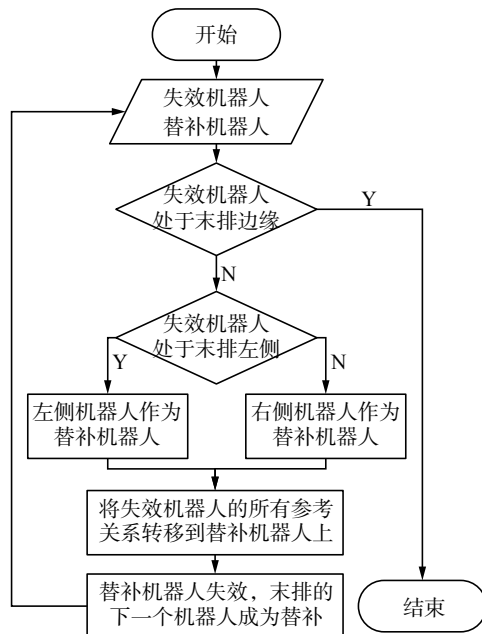 开始
失效机器人
替补机器人
失效机器人
处于末排边缘
Y
N
失效机器人
处于末排左侧
Y
N
左侧机器人作为
替补机器人
右侧机器人作为
替补机器人
将失效机器人的所有参考
关系转移到替补机器人上
替补机器人失效，末排的
下一个机器人成为替补
结束